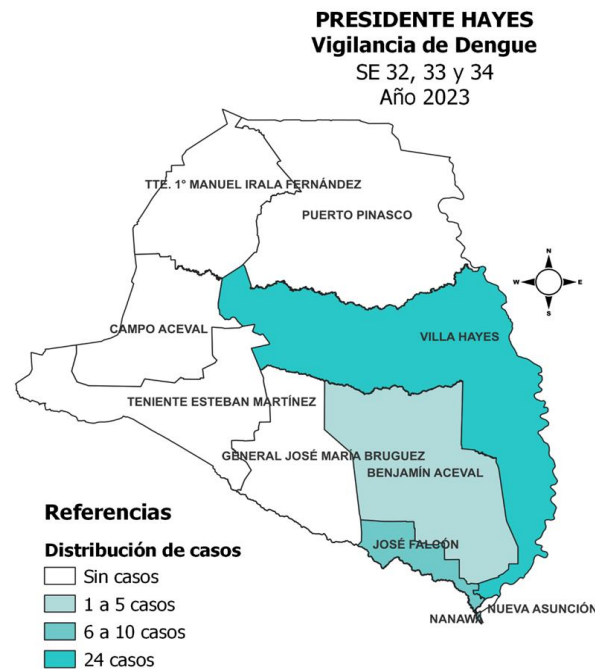 PRESIDENTE HAYES
Vigilancia de Dengue
SE 32, 33 y 34
Año 2023
TTE. 1° MANUEL IRALA FERNÁNDEZ
PUERTO PINASCO
N
W E
S
CAMPO ACEVAL
VILLA HAYES
TENIENTE ESTEBAN MARTÍNEZ
GENERAL JOSÉ MARÍA BRUGUEZ
BENJAMÍN ACEVAL
JOSÉ FALCÓN
NUEVA ASUNCIÓN
NANAWA
Referencias
Distribución de casos
Sin casos
1 a 5 casos
6 a 10 casos
24 casos